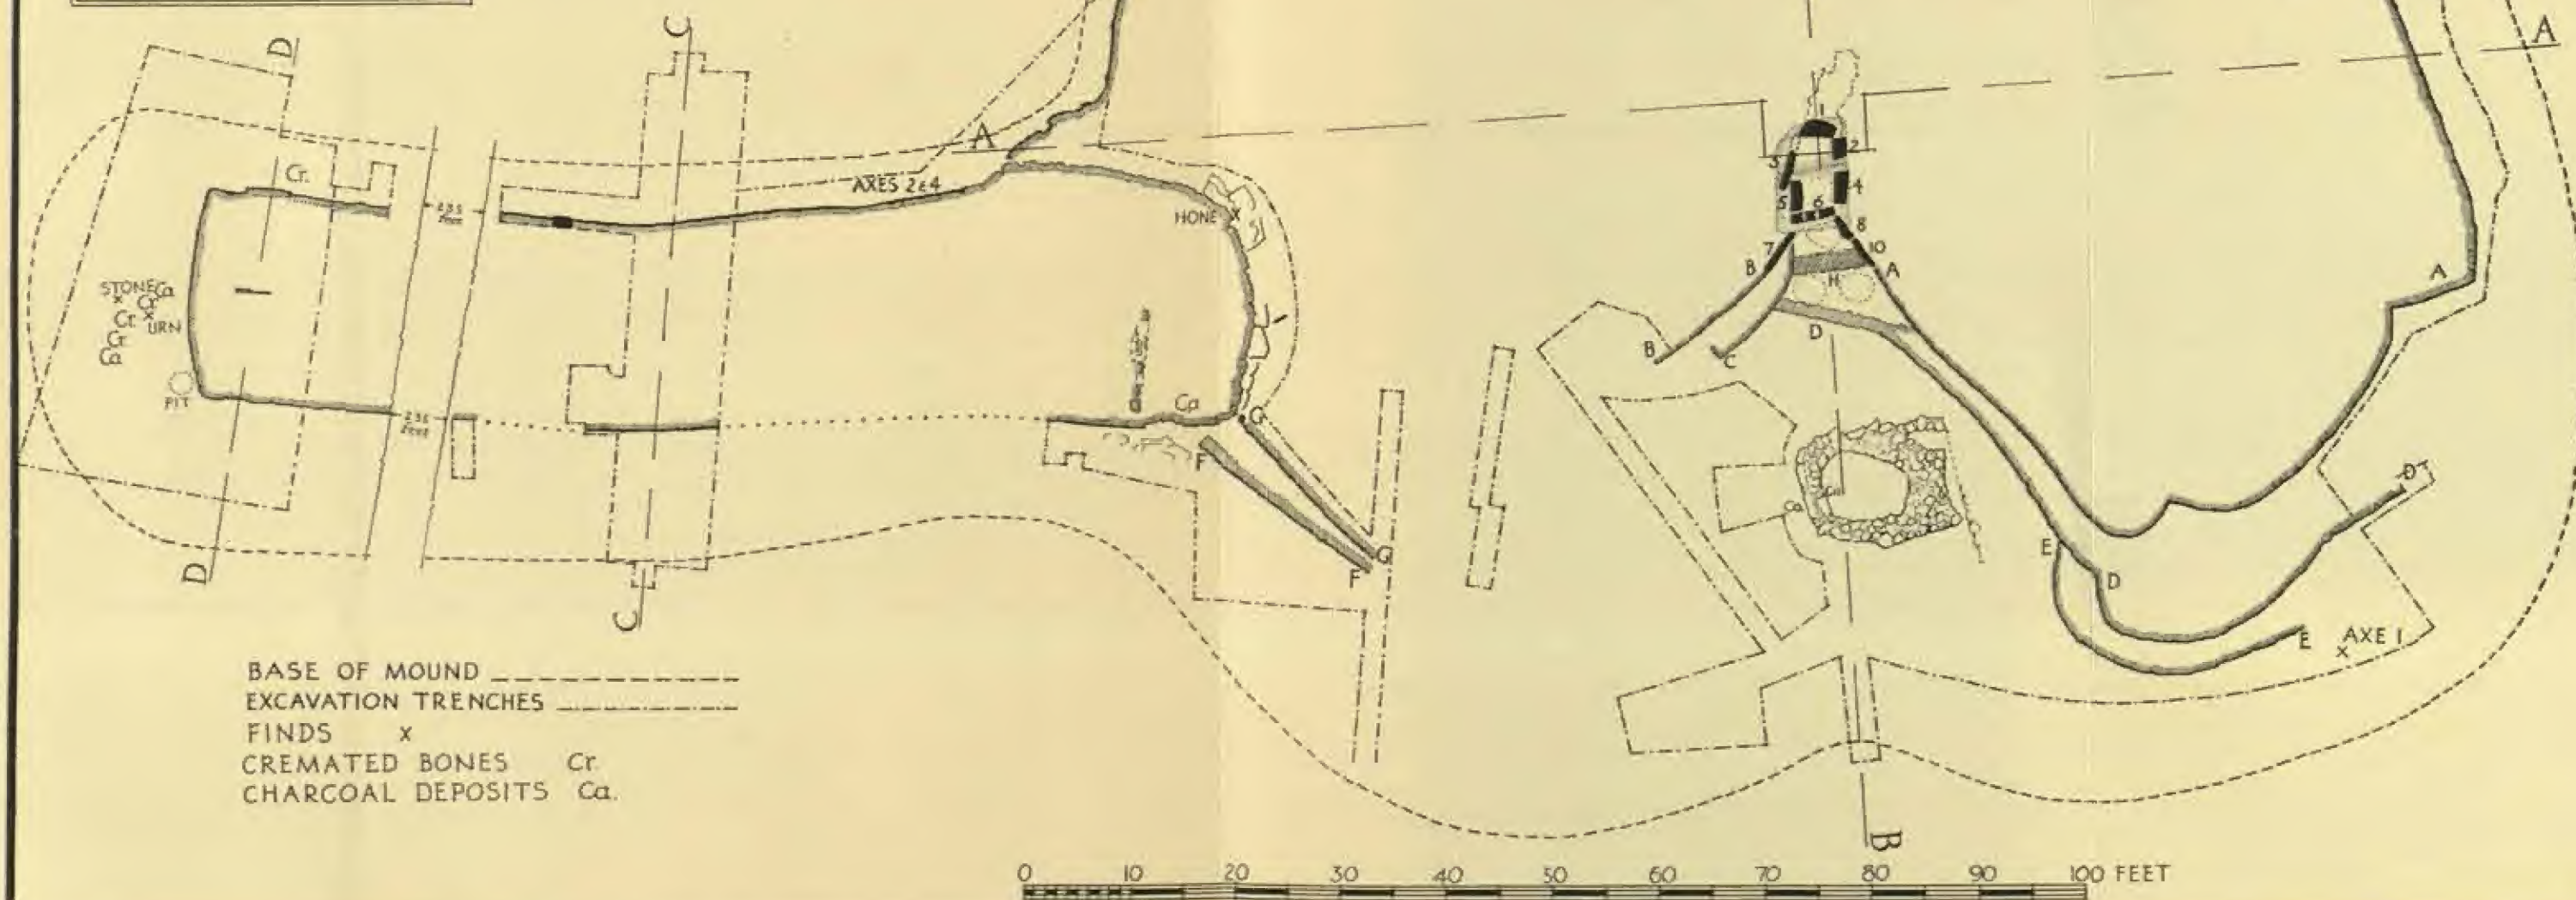 D
C
A
A
Cr.
AXES 2&4
HONE x
1
2
3
4
5
6
7
8
10
B
A
H
A
STONE Ca
x Cr
Cr. x URN
Cr
Ca
PIT
D
B
C
Ca
G
F
Ca
D
E
D
G
F
E
AXE 1
x
D
C
B
BASE OF MOUND
EXCAVATION TRENCHES
FINDS x
CREMATED BONES Cr.
CHARCOAL DEPOSITS Ca.
0 10 20 30 40 50 60 70 80 90 100 FEET